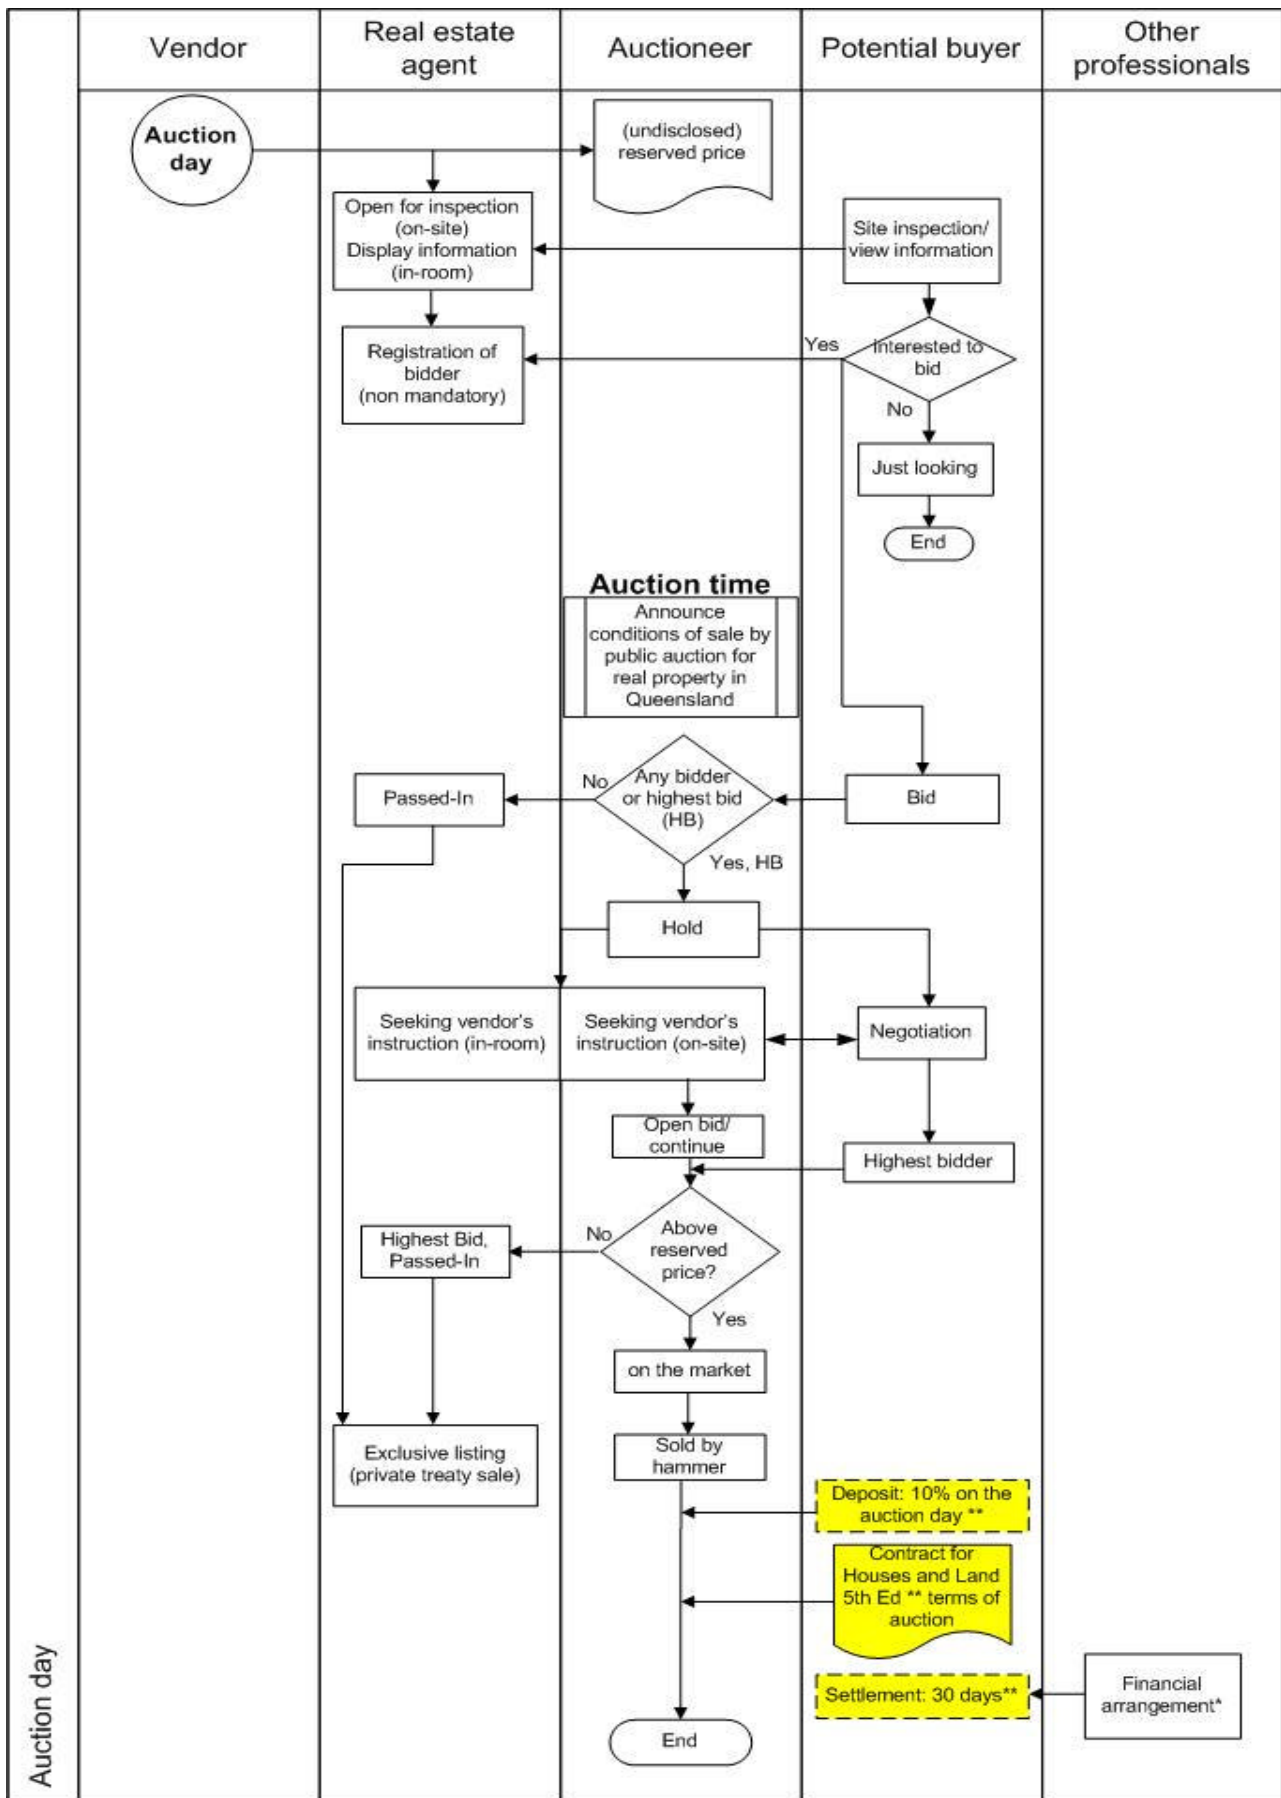 Vendor
Real estate
agent
Auctioneer
Potential buyer
Other
professionals
Auction
day
(undisclosed)
reserved price
Open for inspection
(on-site)
Display information
(in-room)
Site inspection/
view information
Registration of
bidder
(non mandatory)
Yes
Interested to
bid
No
Just looking
End
Auction time
Announce
conditions of sale by
public auction for
real property in
Queensland
Passed-In
No
Any bidder
or highest bid
(HB)
Bid
Yes, HB
Hold
Seeking vendor's
instruction (in-room)
Seeking vendor's
instruction (on-site)
Negotiation
Open bid/
continue
Highest bidder
Highest Bid,
Passed-In
No
Above
reserved
price?
Yes
on the market
Exclusive listing
(private treaty sale)
Sold by
hammer
Deposit: 10% on the
auction day **
Contract for
Houses and Land
5th Ed ** terms of
auction
Settlement: 30 days**
Financial
arrangement*
End
Auction day